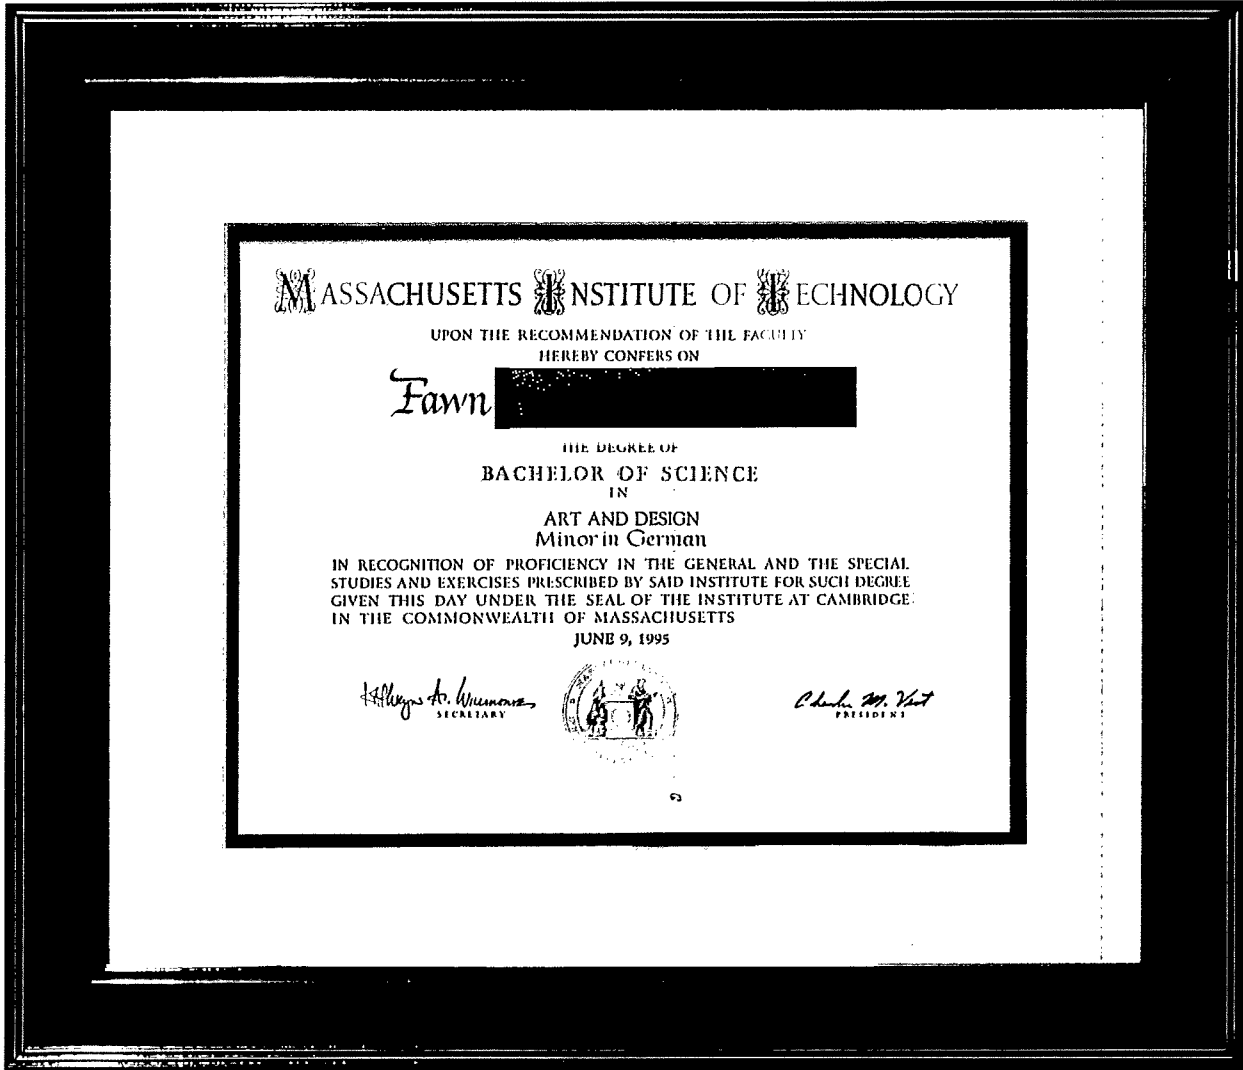 MASSACHUSETTS INSTITUTE OF TECHNOLOGY
UPON THE RECOMMENDATION OF THE FACULTY
HEREBY CONFERS ON
Fawn
THE DEGREE OF
BACHELOR OF SCIENCE
IN
ART AND DESIGN
Minor in German
IN RECOGNITION OF PROFICIENCY IN THE GENERAL AND THE SPECIAL
STUDIES AND EXERCISES PRESCRIBED BY SAID INSTITUTE FOR SUCH DEGREE
GIVEN THIS DAY UNDER THE SEAL OF THE INSTITUTE AT CAMBRIDGE
IN THE COMMONWEALTH OF MASSACHUSETTS
JUNE 9, 1995
Charles M. Vest
SECRETARY
PRESIDENT